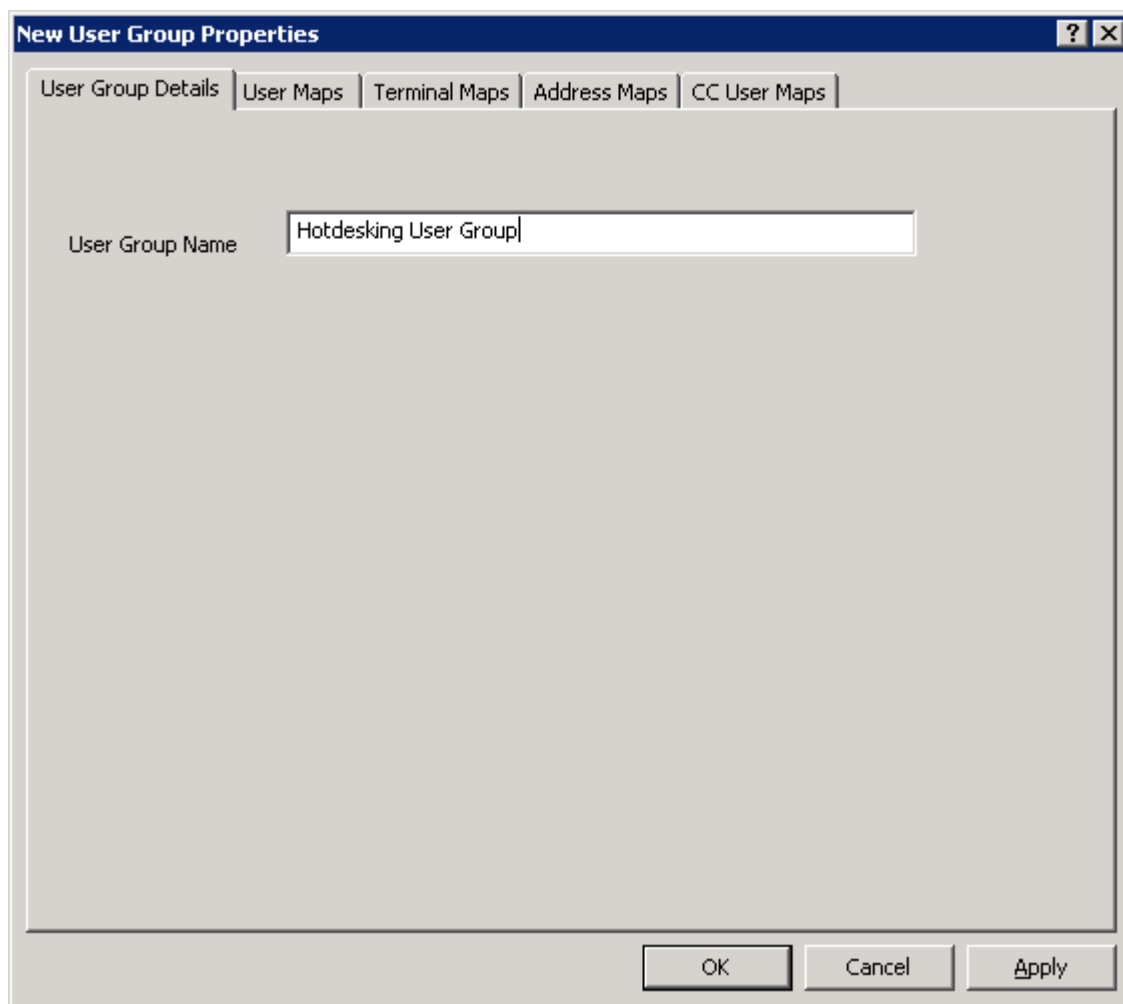 New User Group Properties
User Group Details User Maps Terminal Maps Address Maps CC User Maps
User Group Name Hotdesking User Group
OK Cancel Apply